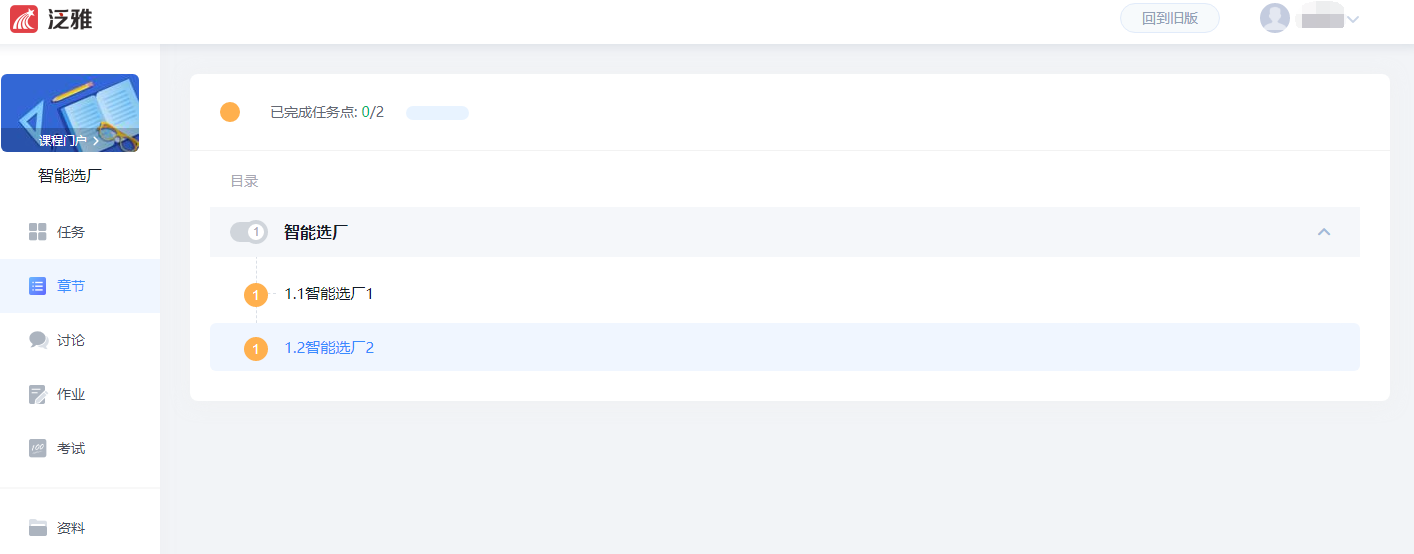 泛雅
回到旧版
课程门户
智能选厂
任务
章节
讨论
作业
考试
资料
已完成任务点: 0/2
目录
1 智能选厂
1 1.1智能选厂1
1 1.2智能选厂2